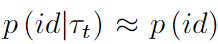 p (id|τ_t) ≈ p (id)